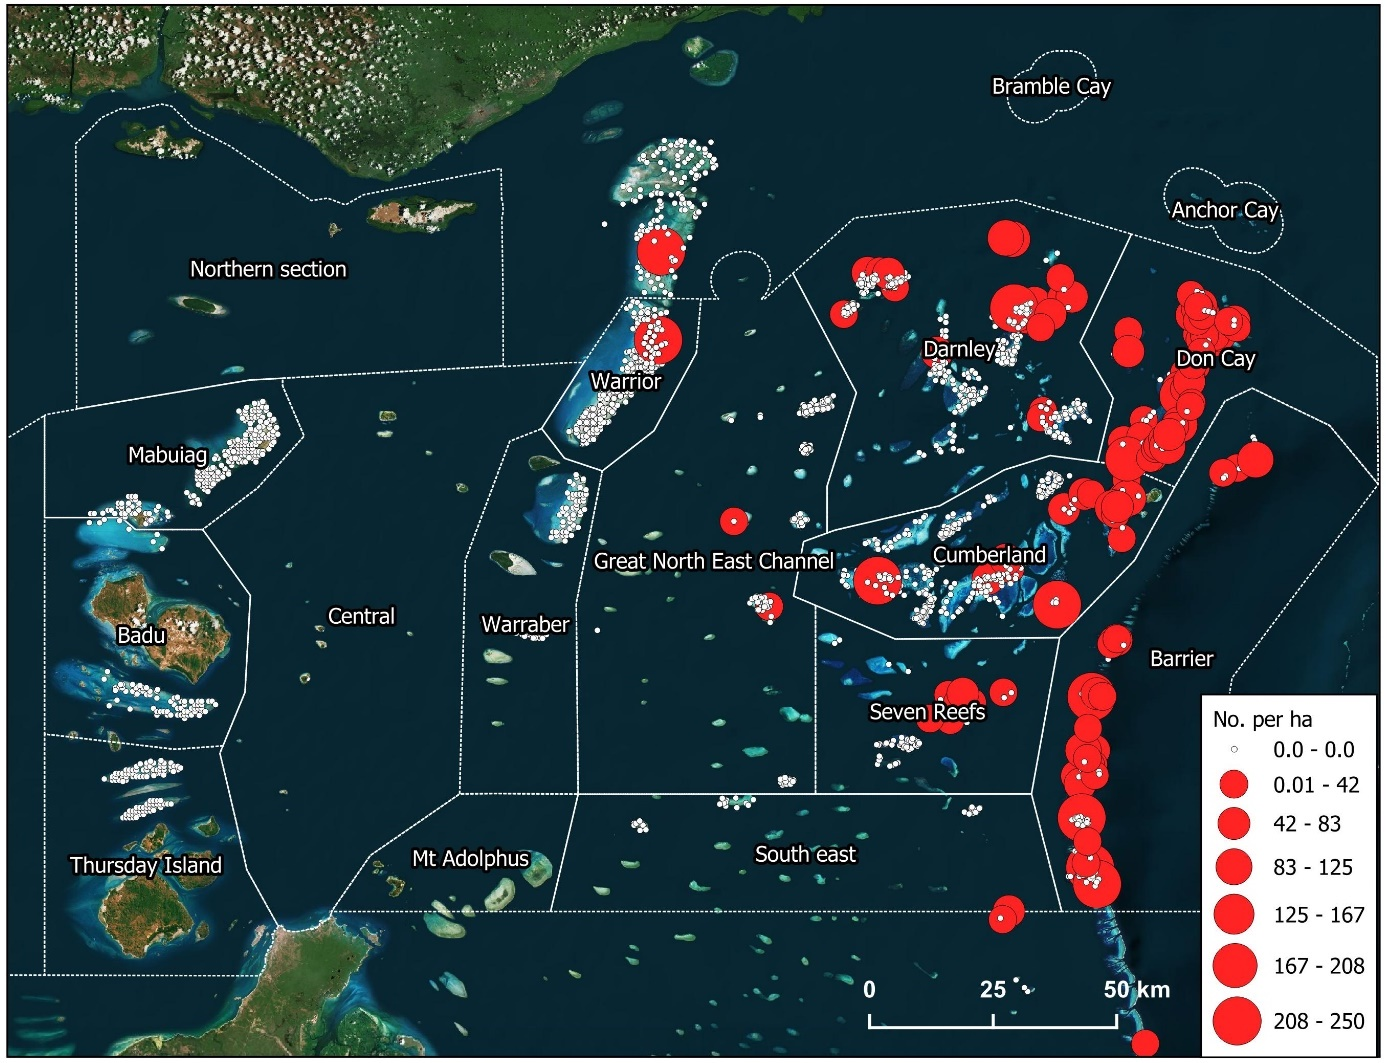 Bramble Cay
Anchor Cay
Northern section
Darnley
Don Cay
Warrior
Mabuiag
Cumberland
Great North East Channel
Central
Warraber
Badu
Barrier
Seven Reefs
Mt Adolphus
South east
Thursday Island
No. per ha
0.0 - 0.0
0.01 - 42
42 - 83
83 - 125
125 - 167
167 - 208
208 - 250
0 25 50 km